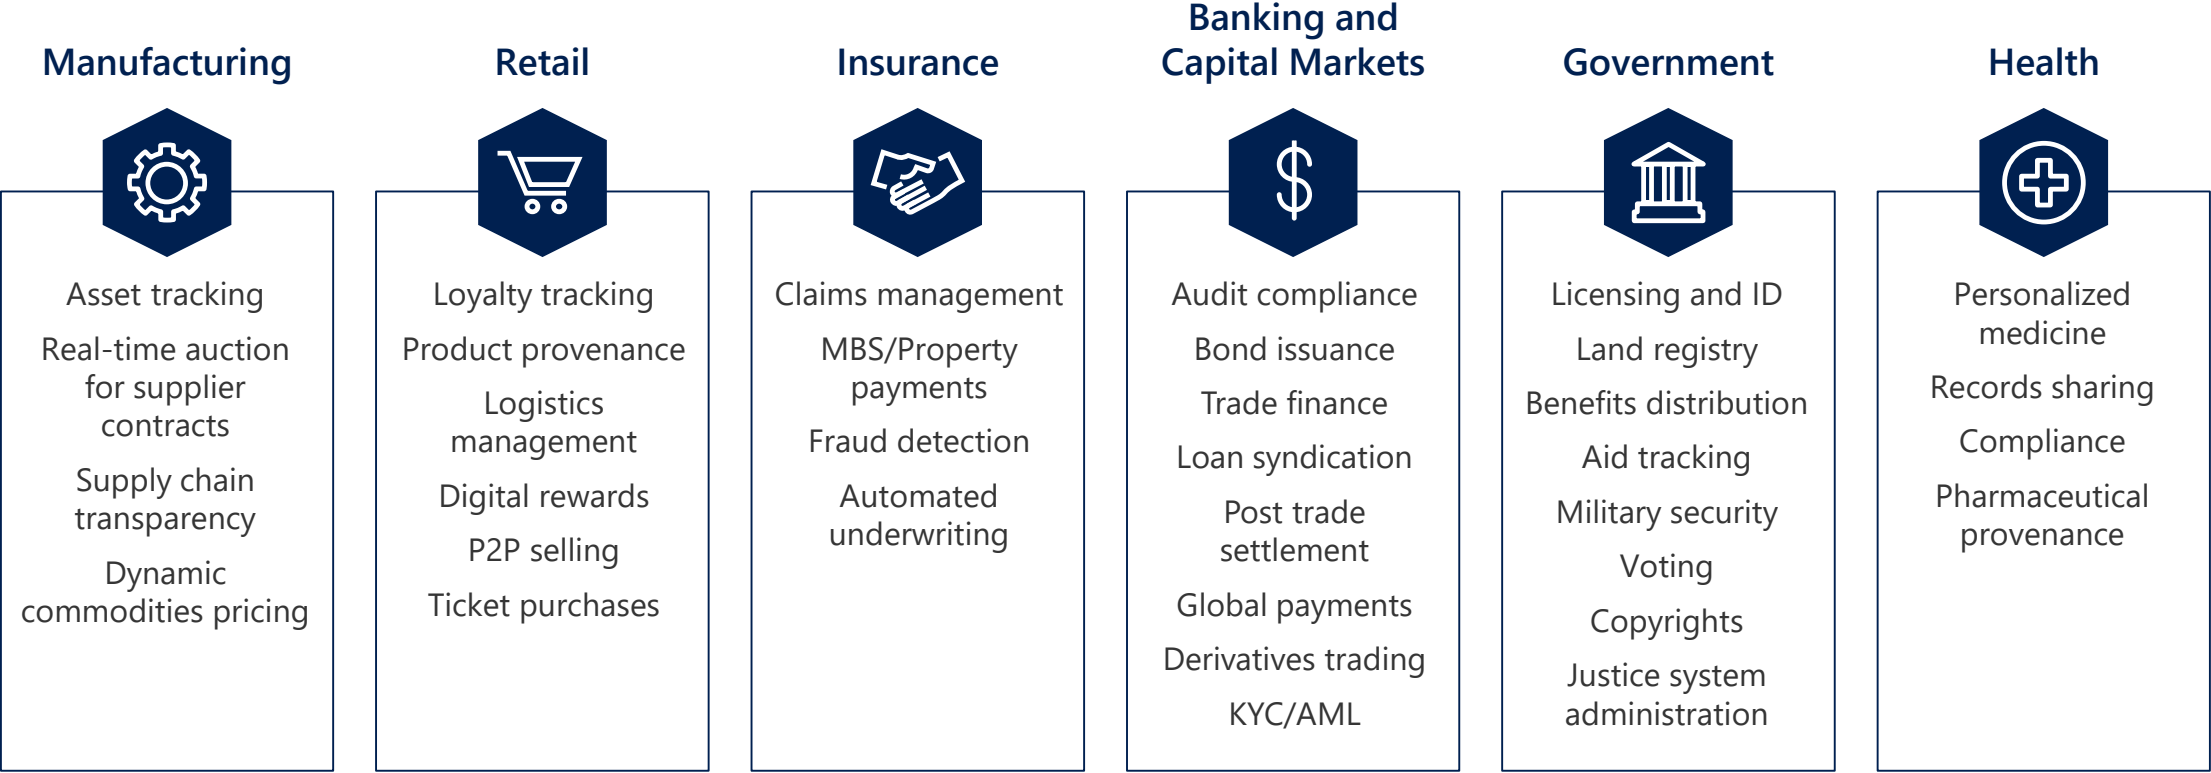 Manufacturing
Asset tracking
Real-time auction
for supplier
contracts
Supply chain
transparency
Dynamic
commodities pricing
Retail
Loyalty tracking
Product provenance
Logistics
management
Digital rewards
P2P selling
Ticket purchases
Insurance
Claims management
MBS/Property
payments
Fraud detection
Automated
underwriting
Banking and
Capital Markets
Audit compliance
Bond issuance
Trade finance
Loan syndication
Post trade
settlement
Global payments
Derivatives trading
KYC/AML
Government
Licensing and ID
Land registry
Benefits distribution
Aid tracking
Military security
Voting
Copyrights
Justice system
administration
Health
Personalized
medicine
Records sharing
Compliance
Pharmaceutical
provenance